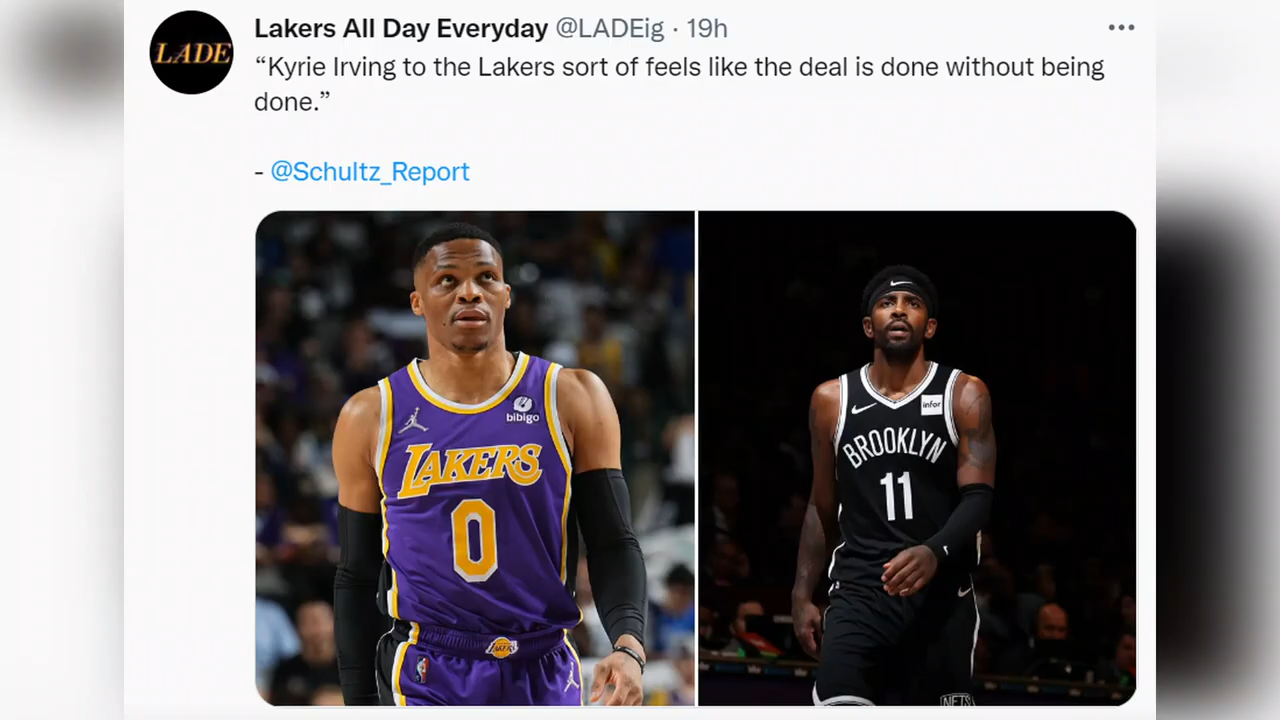 LADE
Lakers All Day Everyday @LADEig · 19h
“Kyrie Irving to the Lakers sort of feels like the deal is done without being
done.”
- @Schultz_Report
bibigo
LAKERS
0
LAKERS
infor
BROOKLYN
11
NETS